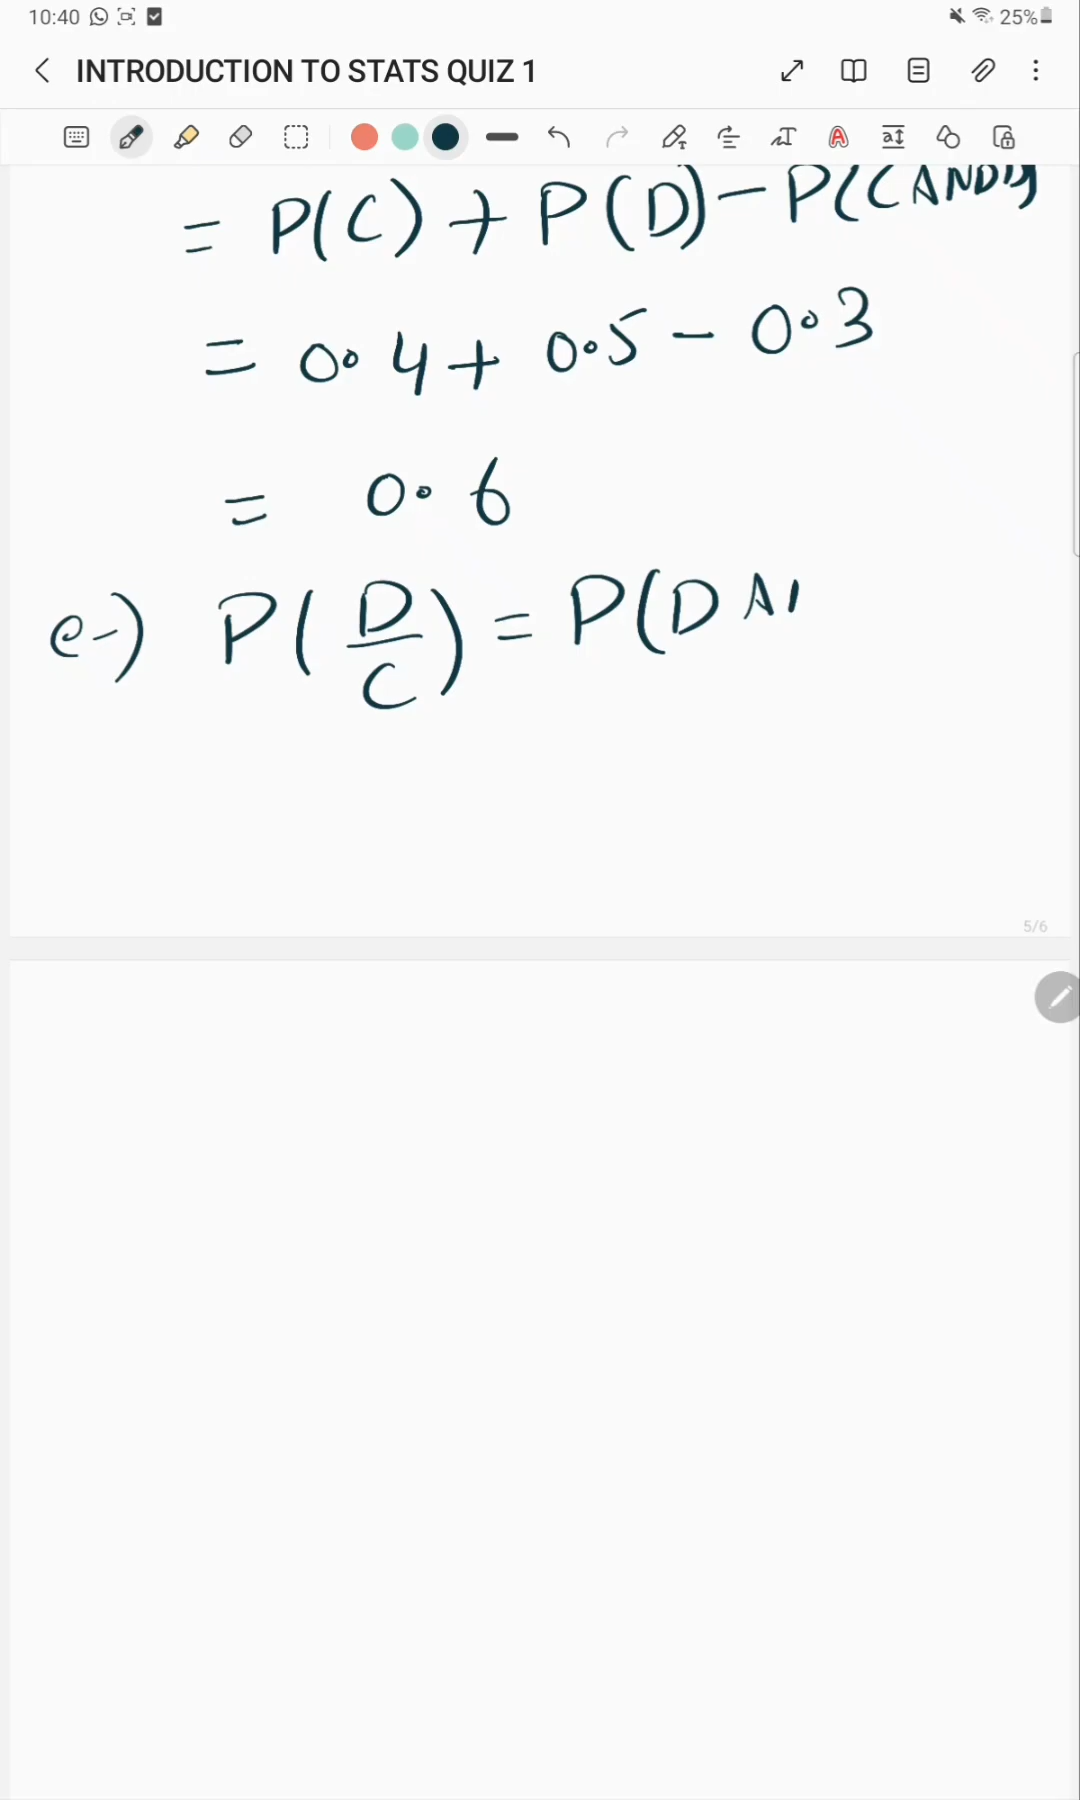 10:40 25%
INTRODUCTION TO STATS QUIZ 1
= P(C) + P(D) - P(C AND D)
= 0.4 + 0.5 - 0.3
= 0.6
e-) P(D/C) = P(D AN
5/6